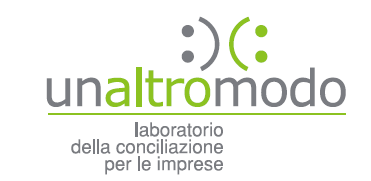 :)(:
unaltromodo
laboratorio
della conciliazione
per le imprese